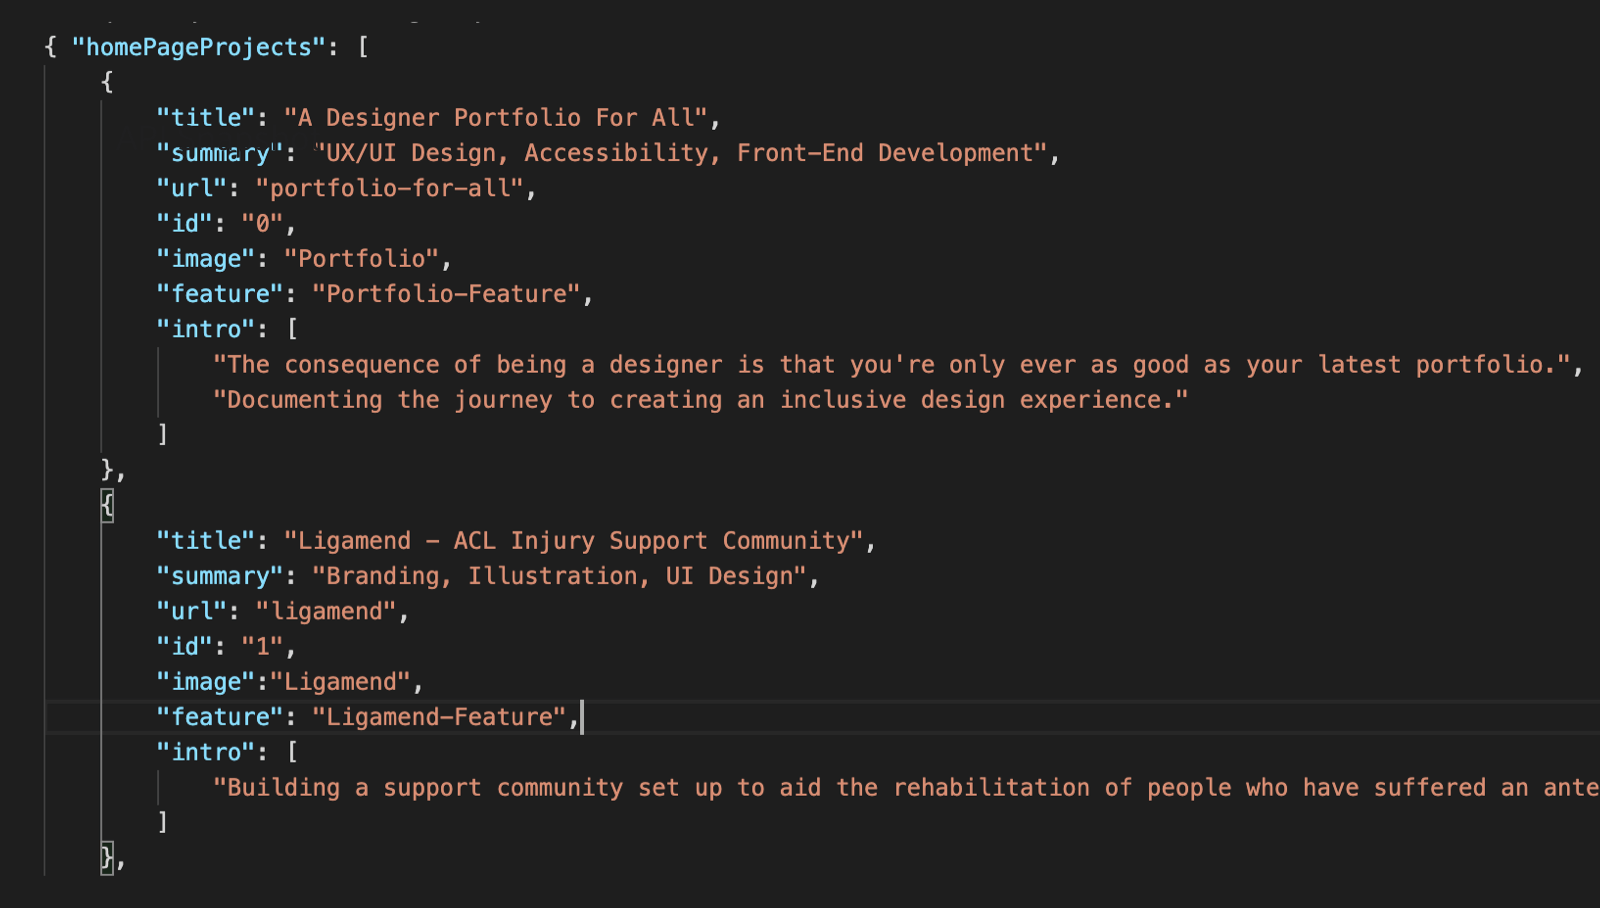 { "homePageProjects": [
{
"title": "A Designer Portfolio For All",
"summary": "UX/UI Design, Accessibility, Front-End Development",
"url": "portfolio-for-all",
"id": "0",
"image": "Portfolio",
"feature": "Portfolio-Feature",
"intro": [
"The consequence of being a designer is that you're only ever as good as your latest portfolio.",
"Documenting the journey to creating an inclusive design experience."
]
},
{
"title": "Ligamend - ACL Injury Support Community",
"summary": "Branding, Illustration, UI Design",
"url": "ligamend",
"id": "1",
"image":"Ligamend",
"feature": "Ligamend-Feature",
"intro": [
"Building a support community set up to aid the rehabilitation of people who have suffered an ante
]
},